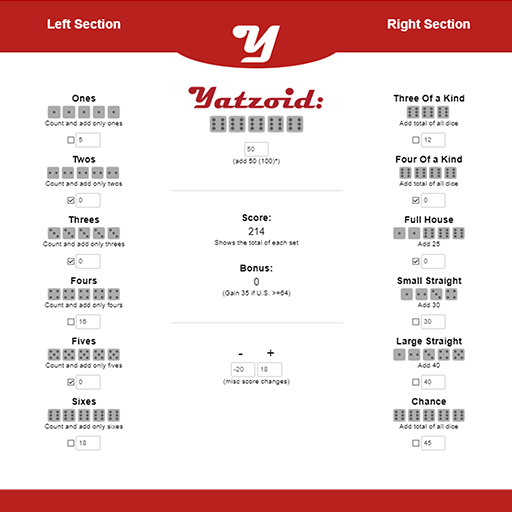 Left Section
Y
Right Section
Ones
Count and add only ones
5
Twos
Count and add only twos
0
Threes
Count and add only threes
0
Fours
Count and add only fours
16
Fives
Count and add only fives
0
Sixes
Count and add only sixes
18
Yatzoid:
50
(add 50 (100)*)
Score:
214
Shows the total of each set
Bonus:
0
(Gain 35 if U.S. >=64)
- +
-20 18
(misc score changes)
Three Of a Kind
Add total of all dice
12
Four Of a Kind
Add total of all dice
0
Full House
Add 25
0
Small Straight
Add 30
30
Large Straight
Add 40
40
Chance
Add total of all dice
45